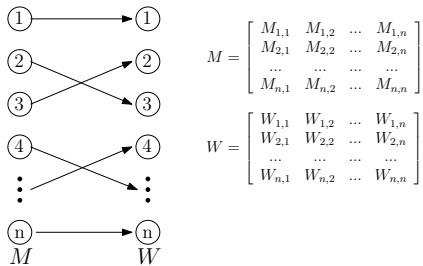 1 1
2 2
3 3
4 4
n n
M W
M = [ M_{1,1} M_{1,2} ... M_{1,n}
M_{2,1} M_{2,2} ... M_{2,n}
... ... ... ...
M_{n,1} M_{n,2} ... M_{n,n} ]
W = [ W_{1,1} W_{1,2} ... W_{1,n}
W_{2,1} W_{2,2} ... W_{2,n}
... ... ... ...
W_{n,1} W_{n,2} ... W_{n,n} ]